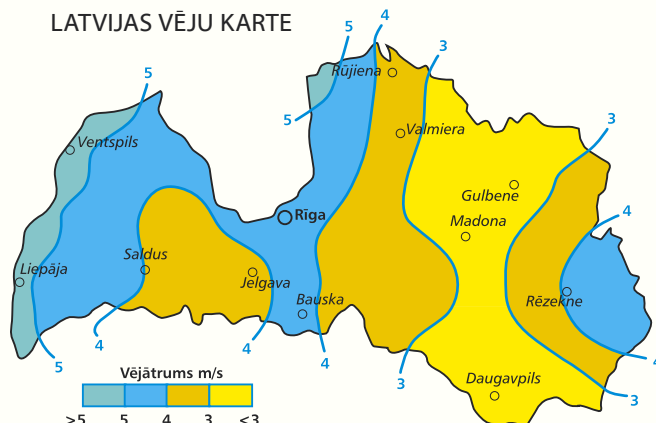 LATVIJAS VĒJU KARTE
5
4
3
5
Rūjiena
5
3
Valmiera
Ventspils
Gulbene
4
Rīga
Madona
Saldus
Liepāja
Jelgava
Rēzekne
Bauska
4
4
4
5
4
3
Vējātrums m/s
Daugavpils
3
>5 5 4 3 <3